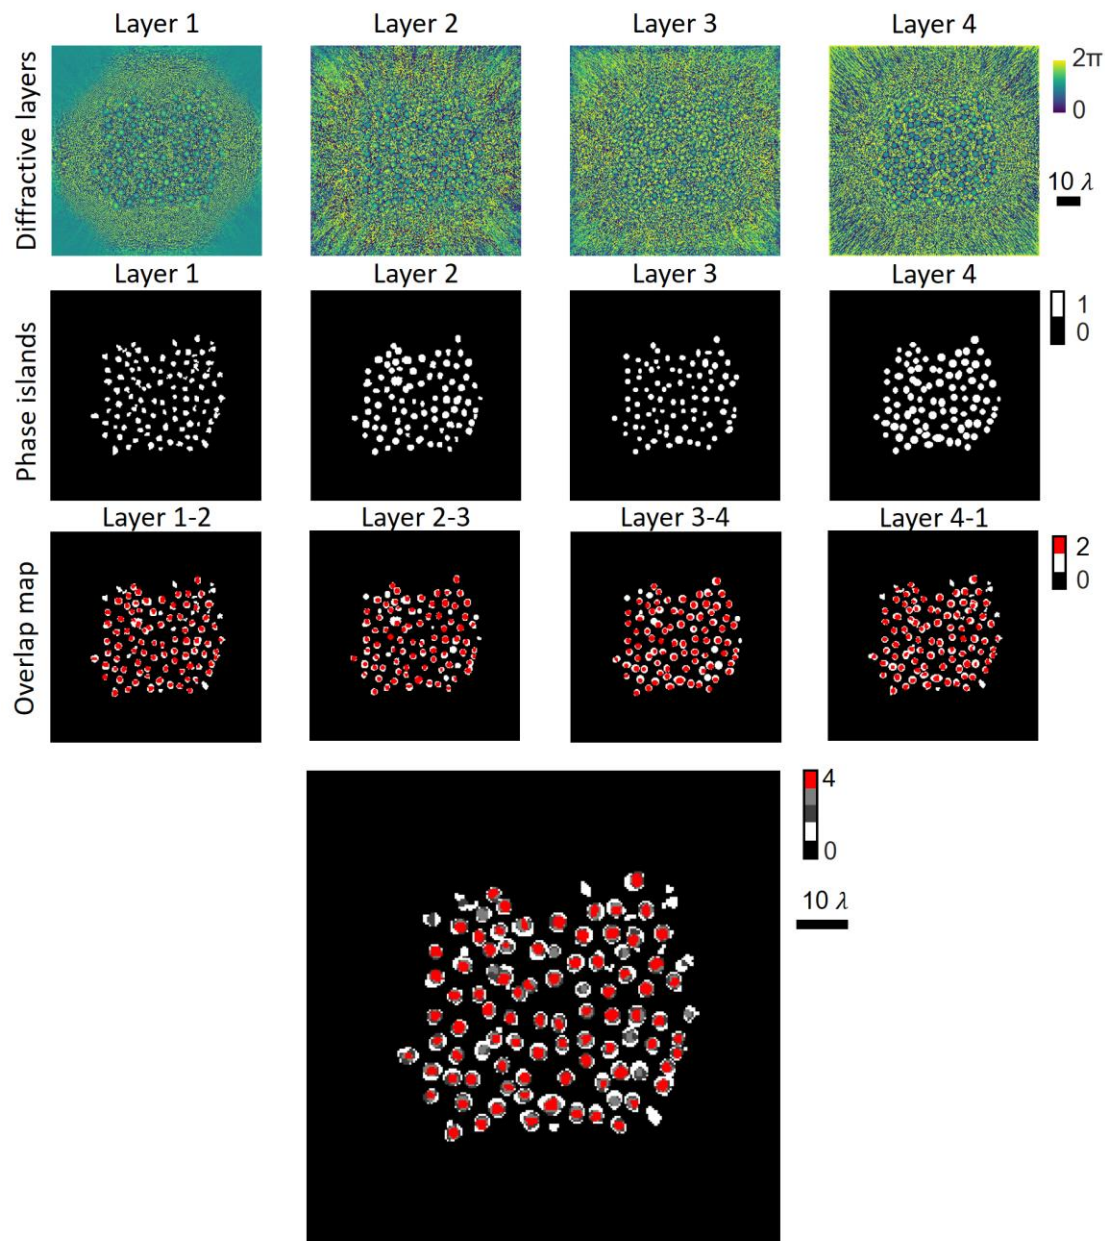 Layer 1 Layer 2 Layer 3 Layer 4
Diffractive layers
2π
0
10 λ
Layer 1 Layer 2 Layer 3 Layer 4
Phase islands
1
0
Layer 1-2 Layer 2-3 Layer 3-4 Layer 4-1
Overlap map
2
0
4
0
10 λ